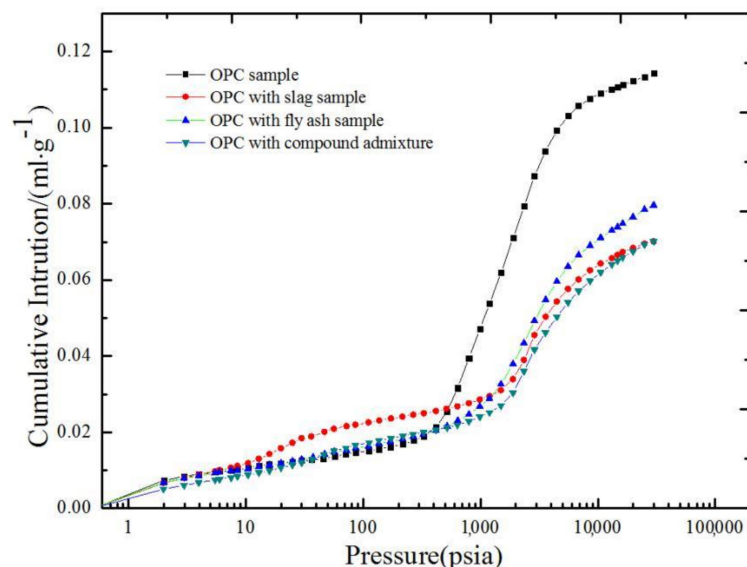 0.12
0.10
0.08
0.06
0.04
0.02
0.00
Cumulative Intrution/(ml·g⁻¹)
OPC sample
OPC with slag sample
OPC with fly ash sample
OPC with compound admixture
1
10
100
1,000
10,000
100,000
Pressure(psia)